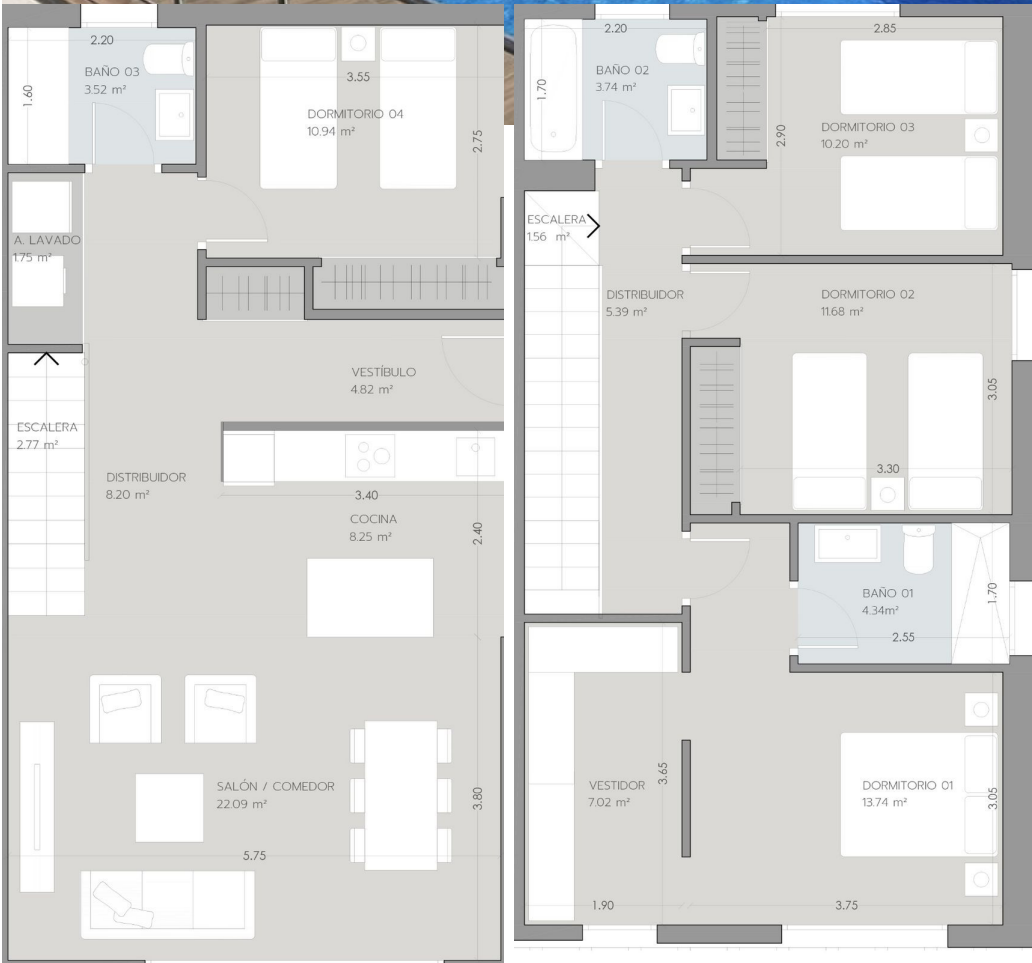 2.20
BAÑO 03
3.52 m²
1.60
3.55
DORMITORIO 04
10.94 m²
2.75
A. LAVADO
1.75 m²
VESTÍBULO
4.82 m²
ESCALERA
2.77 m²
DISTRIBUIDOR
8.20 m²
3.40
COCINA
8.25 m²
2.40
SALÓN / COMEDOR
22.09 m²
3.80
5.75
2.20
BAÑO 02
3.74 m²
1.70
2.85
DORMITORIO 03
10.20 m²
2.90
ESCALERA
1.56 m²
DISTRIBUIDOR
5.39 m²
DORMITORIO 02
11.68 m²
3.05
3.30
BAÑO 01
4.34m²
1.70
2.55
VESTIDOR
7.02 m²
3.65
DORMITORIO 01
13.74 m²
3.05
1.90
3.75